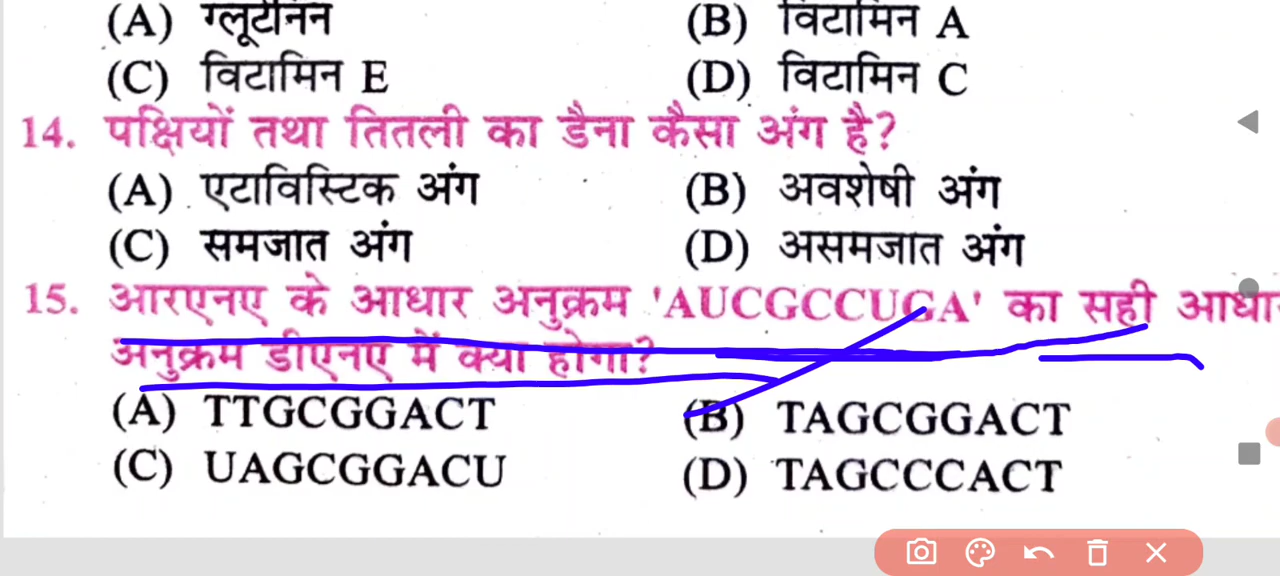 (A) ग्लूटेनिन (B) विटामिन A
(C) विटामिन E (D) विटामिन C
14. पक्षियों तथा तितली का डैना कैसा अंग है?
(A) एटाविस्टिक अंग (B) अवशेषी अंग
(C) समजात अंग (D) असमजात अंग
15. आरएनए के आधार अनुक्रम 'AUCGCCUGA' का सही
अनुक्रम डीएनए में क्या होगा?
(A) TTGCGGACT (B) TAGCGGACT
(C) UAGCGGACU (D) TAGCCCACT